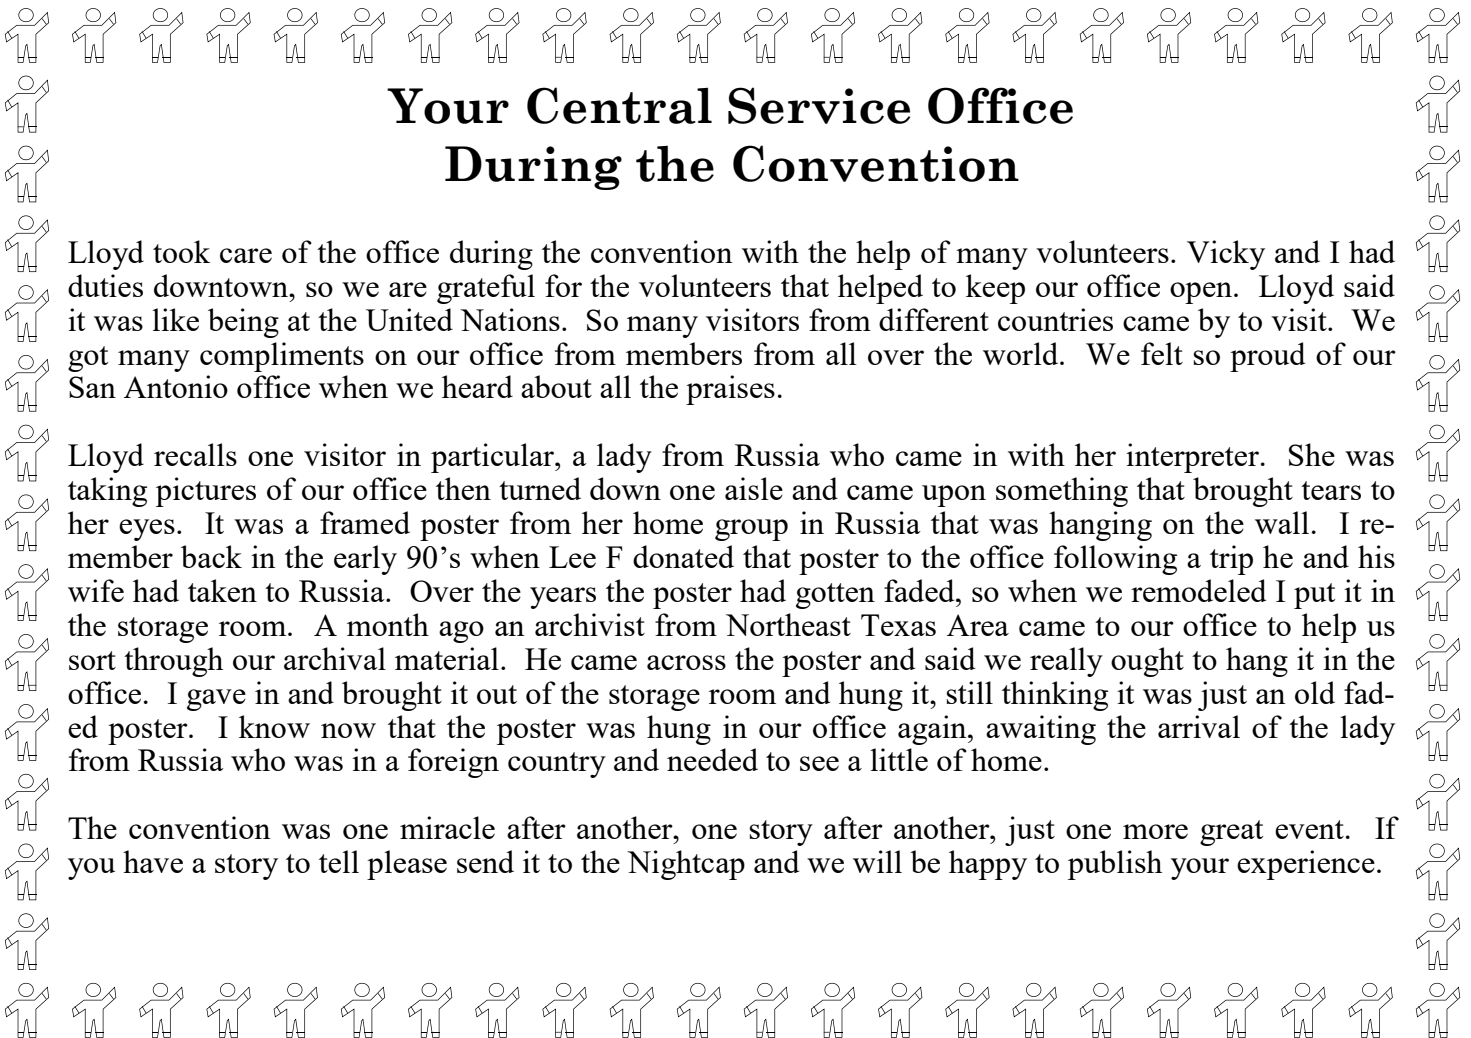 Your Central Service Office
During the Convention
Lloyd took care of the office during the convention with the help of many volunteers. Vicky and I had
duties downtown, so we are grateful for the volunteers that helped to keep our office open.  Lloyd said
it was like being at the United Nations.  So many visitors from different countries came by to visit.  We
got many compliments on our office from members from all over the world.  We felt so proud of our
San Antonio office when we heard about all the praises.
Lloyd recalls one visitor in particular, a lady from Russia who came in with her interpreter.  She was
taking pictures of our office then turned down one aisle and came upon something that brought tears to
her eyes.  It was a framed poster from her home group in Russia that was hanging on the wall.  I re-
member back in the early 90’s when Lee F donated that poster to the office following a trip he and his
wife had taken to Russia.  Over the years the poster had gotten faded, so when we remodeled I put it in
the storage room.  A month ago an archivist from Northeast Texas Area came to our office to help us
sort through our archival material.  He came across the poster and said we really ought to hang it in the
office.  I gave in and brought it out of the storage room and hung it, still thinking it was just an old fad-
ed poster.  I know now that the poster was hung in our office again, awaiting the arrival of the lady
from Russia who was in a foreign country and needed to see a little of home.
The convention was one miracle after another, one story after another, just one more great event.  If
you have a story to tell please send it to the Nightcap and we will be happy to publish your experience.